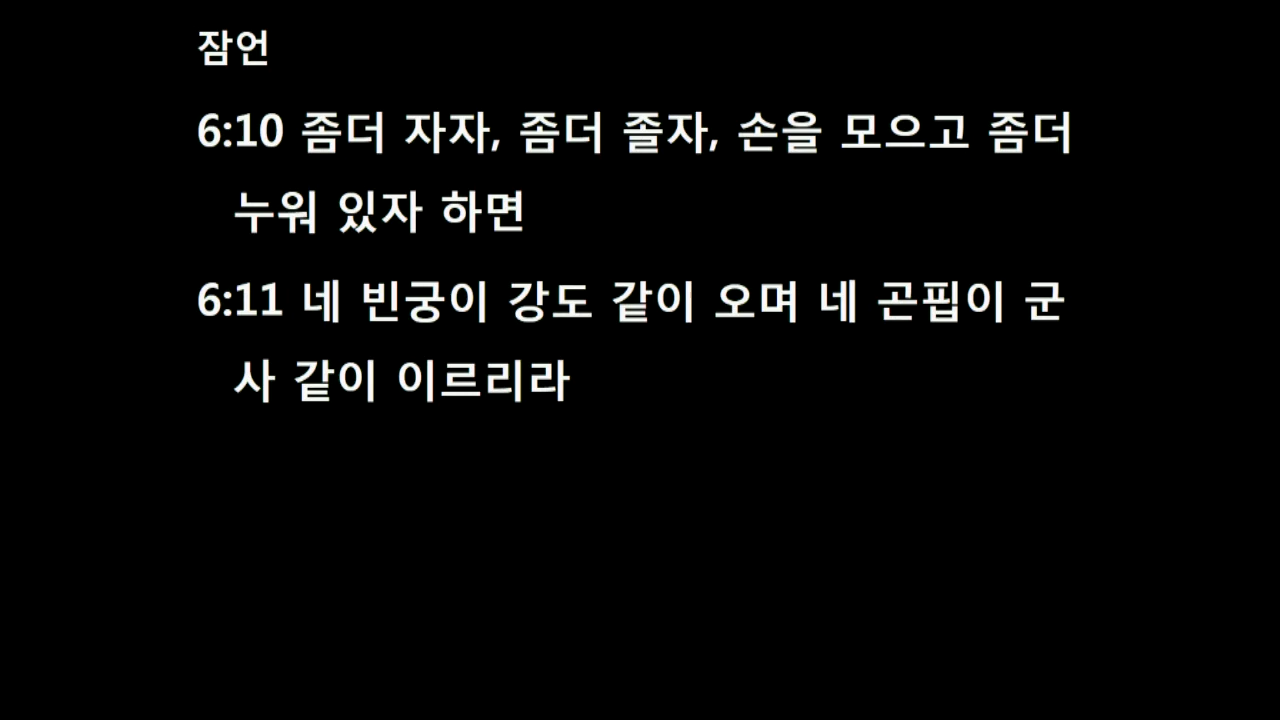 잠언
6:10 좀더 자자, 좀더 졸자, 손을 모으고 좀더
누워 있자 하면
6:11 네 빈궁이 강도 같이 오며 네 곤핍이 군
사 같이 이르리라